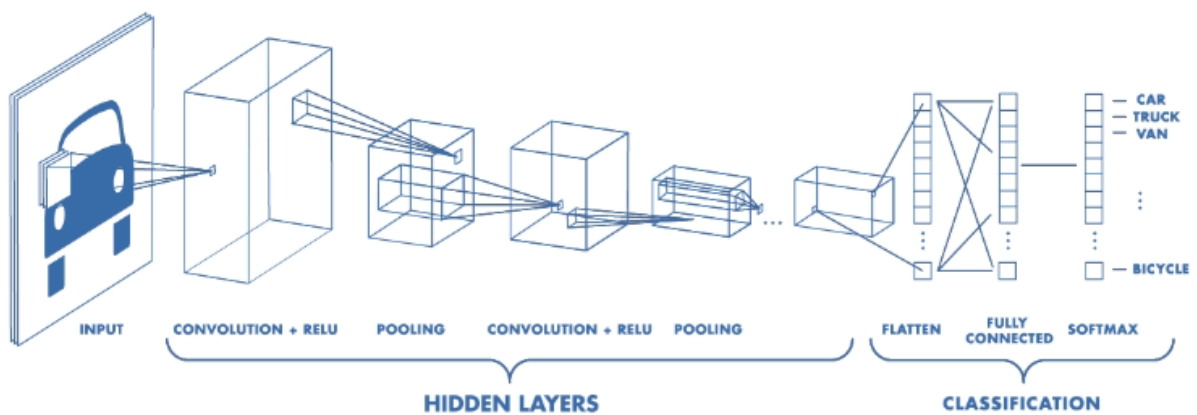 CAR
TRUCK
VAN
...
BICYCLE
INPUT
CONVOLUTION + RELU
POOLING
CONVOLUTION + RELU
POOLING
FLATTEN
FULLY
CONNECTED
SOFTMAX
HIDDEN LAYERS
CLASSIFICATION